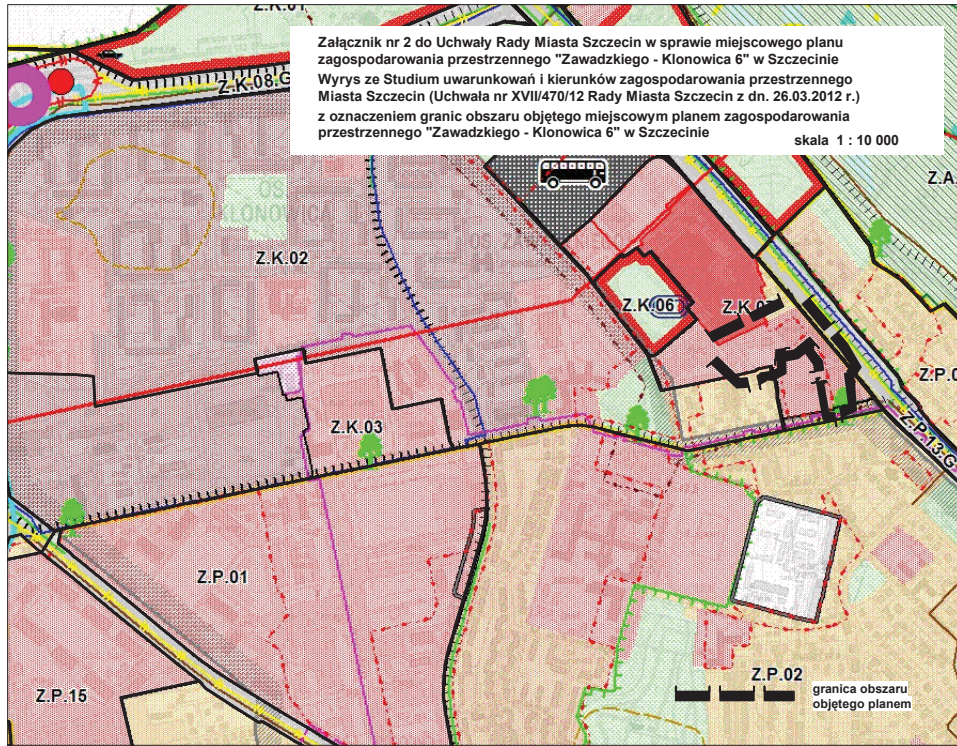 Z.K.01
Załącznik nr 2 do Uchwały Rady Miasta Szczecin w sprawie miejscowego planu
zagospodarowania przestrzennego "Zawadzkiego - Klonowica 6" w Szczecinie
Wyrys ze Studium uwarunkowań i kierunków zagospodarowania przestrzennego
Miasta Szczecin (Uchwała nr XVII/470/12 Rady Miasta Szczecin z dn. 26.03.2012 r.)
z oznaczeniem granic obszaru objętego miejscowym planem zagospodarowania
przestrzennego "Zawadzkiego - Klonowica 6" w Szczecinie
skala 1 : 10 000
Z.K.08.G
Z.A.
OS
KLONOWICA
Z.K.02
Z.K.06
Z.K.0
Z.P.0
Z.K.03
Z.P.13.G
Z.P.01
Z.P.02
Z.P.15
granica obszaru
objętego planem